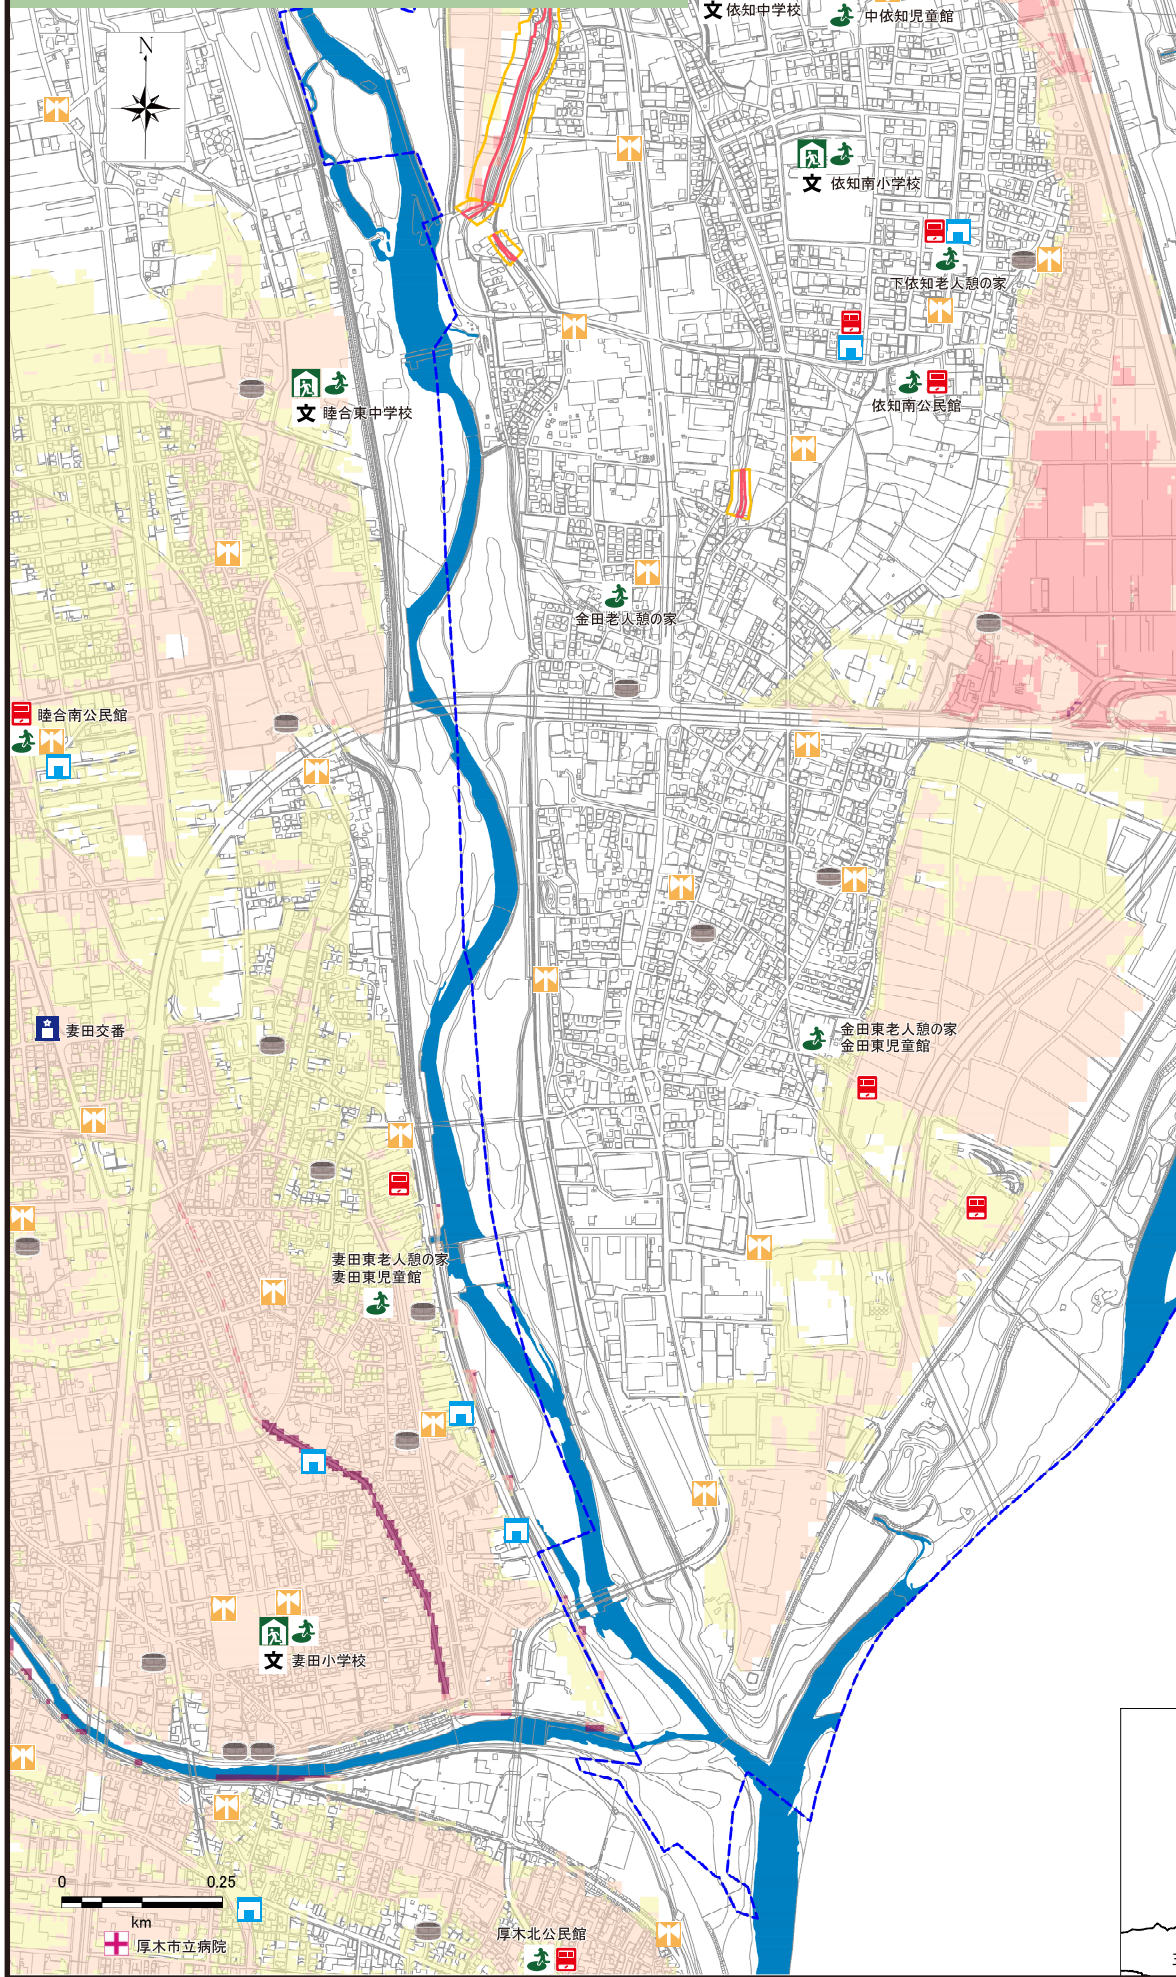 文 依知中学校
中依知児童館
N
文 依知南小学校
下依知老人憩の家
文 睦合東中学校
依知南公民館
金田老人憩の家
睦合南公民館
妻田交番
金田東老人憩の家
金田東児童館
妻田東老人憩の家
妻田東児童館
文 妻田小学校
0 0.25
km
厚木市立病院
厚木北公民館